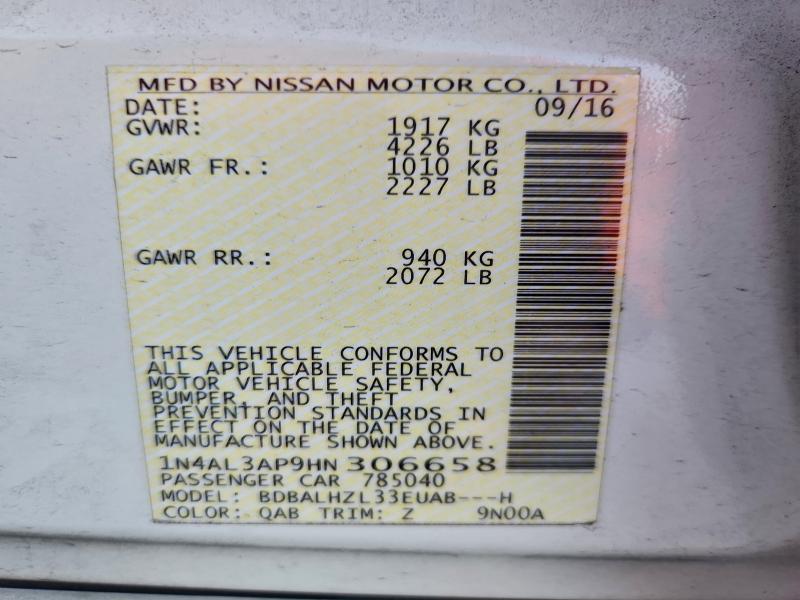 MFD BY NISSAN MOTOR CO., LTD.
DATE: 09/16
GVWR: 1917 KG
4226 LB
GAWR FR.: 1010 KG
2227 LB
GAWR RR.: 940 KG
2072 LB
THIS VEHICLE CONFORMS TO
ALL APPLICABLE FEDERAL
MOTOR VEHICLE SAFETY,
BUMPER, AND THEFT
PREVENTION STANDARDS IN
EFFECT ON THE DATE OF
MANUFACTURE SHOWN ABOVE.
1N4AL3AP9HN 306658
PASSENGER CAR 785040
MODEL: BDBALHZL33EUAB---H
COLOR: QAB TRIM: Z 9N00A